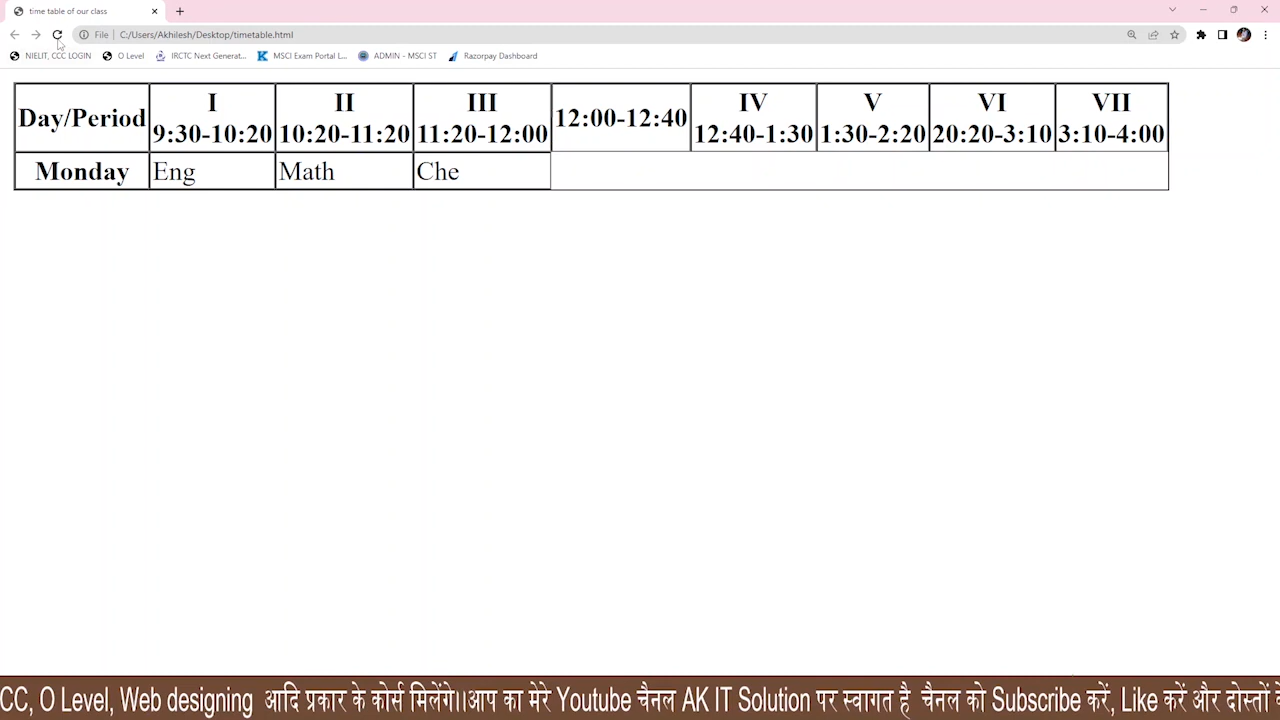 time table of our class
File C:/Users/Akhilesh/Desktop/timetable.html
NIELIT, CCC LOGIN O Level IRCTC Next Generat... MSCI Exam Portal L... ADMIN - MSCI ST Razorpay Dashboard
Day/Period I 9:30-10:20 II 10:20-11:20 III 11:20-12:00 12:00-12:40 IV 12:40-1:30 V 1:30-2:20 VI 20:20-3:10 VII 3:10-4:00
Monday Eng Math Che
CC, O Level, Web designing आदि प्रकार के कोर्स मिलेंगे।।आप का मेरे Youtube चैनल AK IT Solution पर स्वागत है चैनल को Subscribe करें, Like करें और दोस्तों